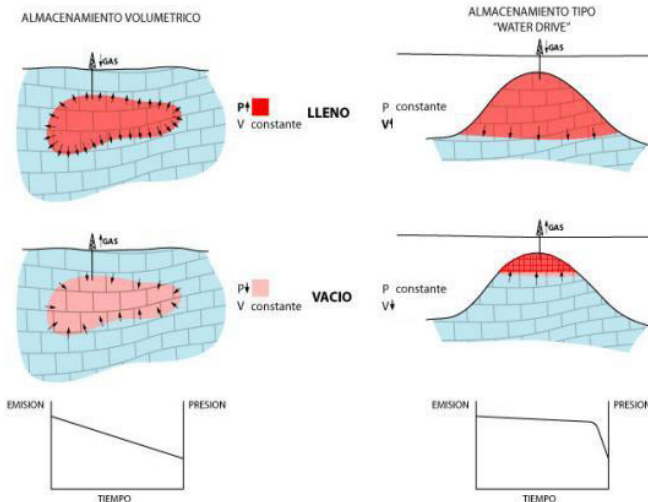 ALMACENAMIENTO VOLUMETRICO
ALMACENAMIENTO TIPO
"WATER DRIVE"
GAS
P
V constante
LLENO
GAS
P constante
V
GAS
P
V constante
VACIO
GAS
P constante
V
EMISION
PRESION
TIEMPO
EMISION
PRESION
TIEMPO